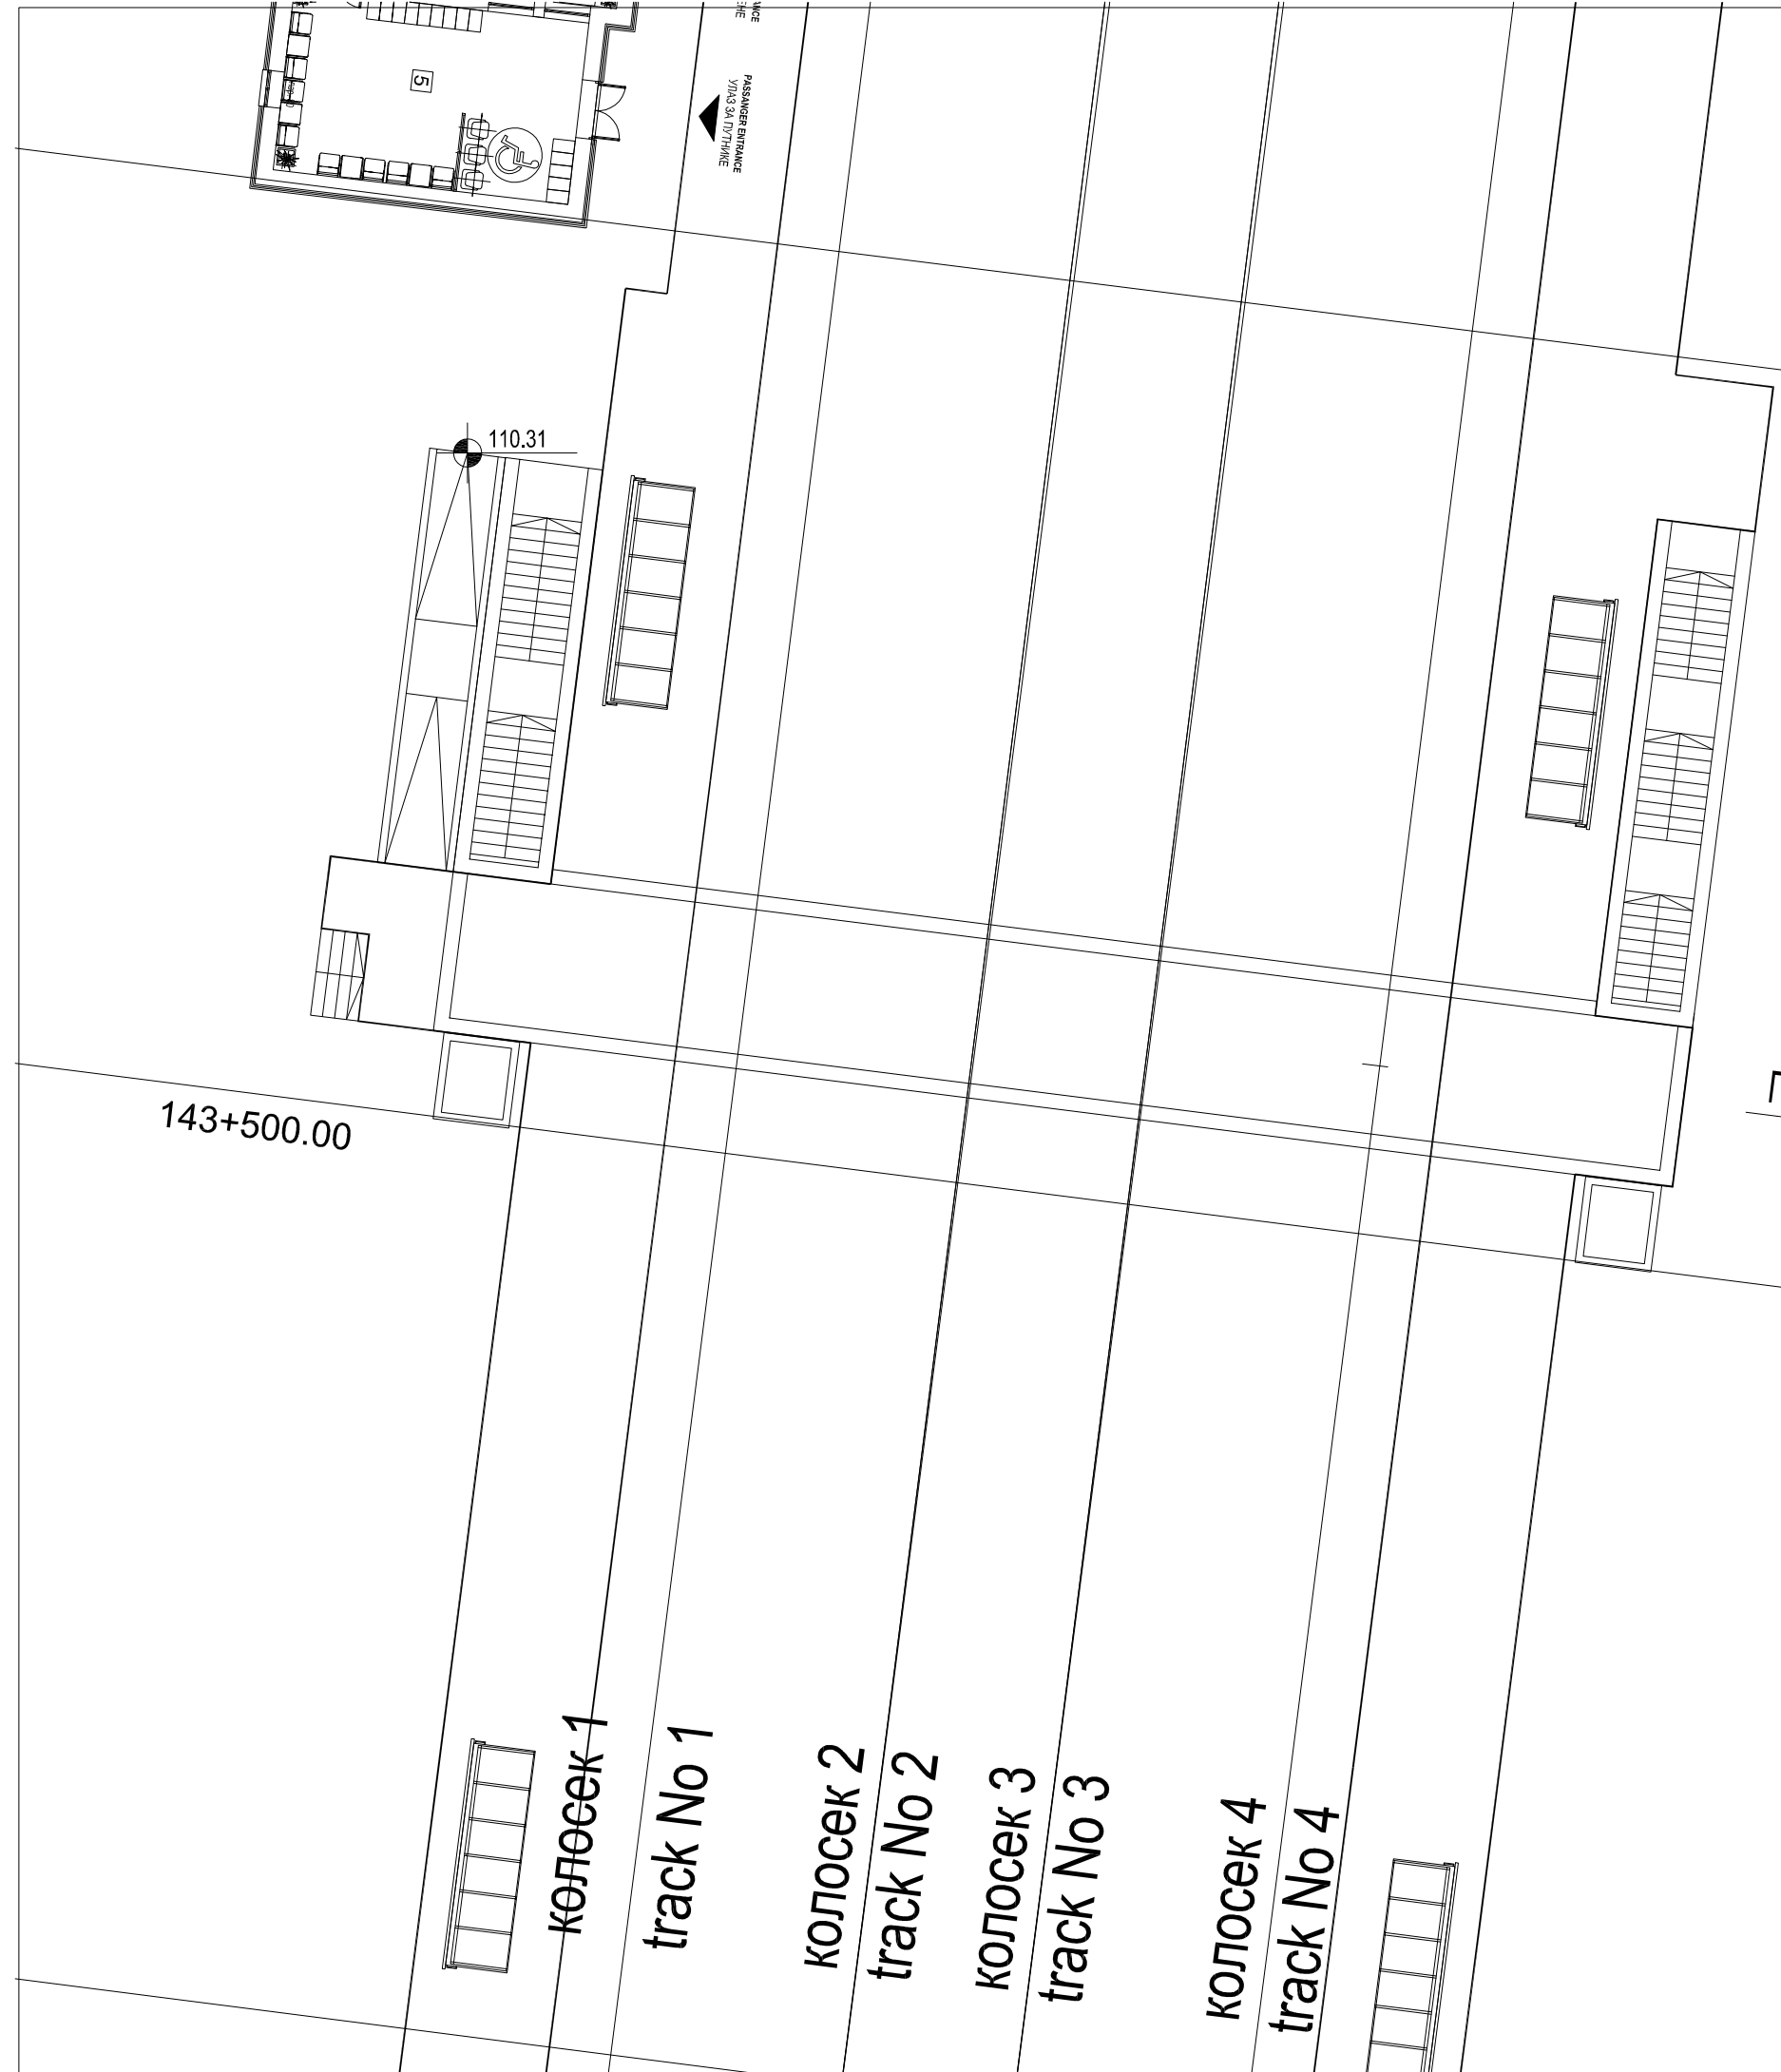 5
PASSANGER ENTRANCE
УЛАЗ ЗА ПУТНИКЕ
110.31
143+500.00
колосек 1
track No 1
колосек 2
track No 2
колосек 3
track No 3
колосек 4
track No 4